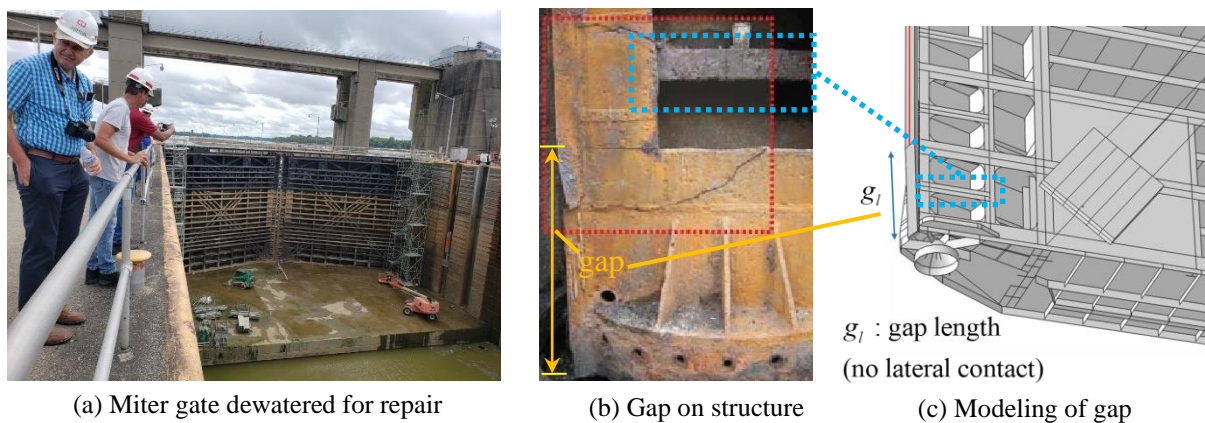 gap
g_l
g_l : gap length
(no lateral contact)
(a) Miter gate dewatered for repair
(b) Gap on structure
(c) Modeling of gap